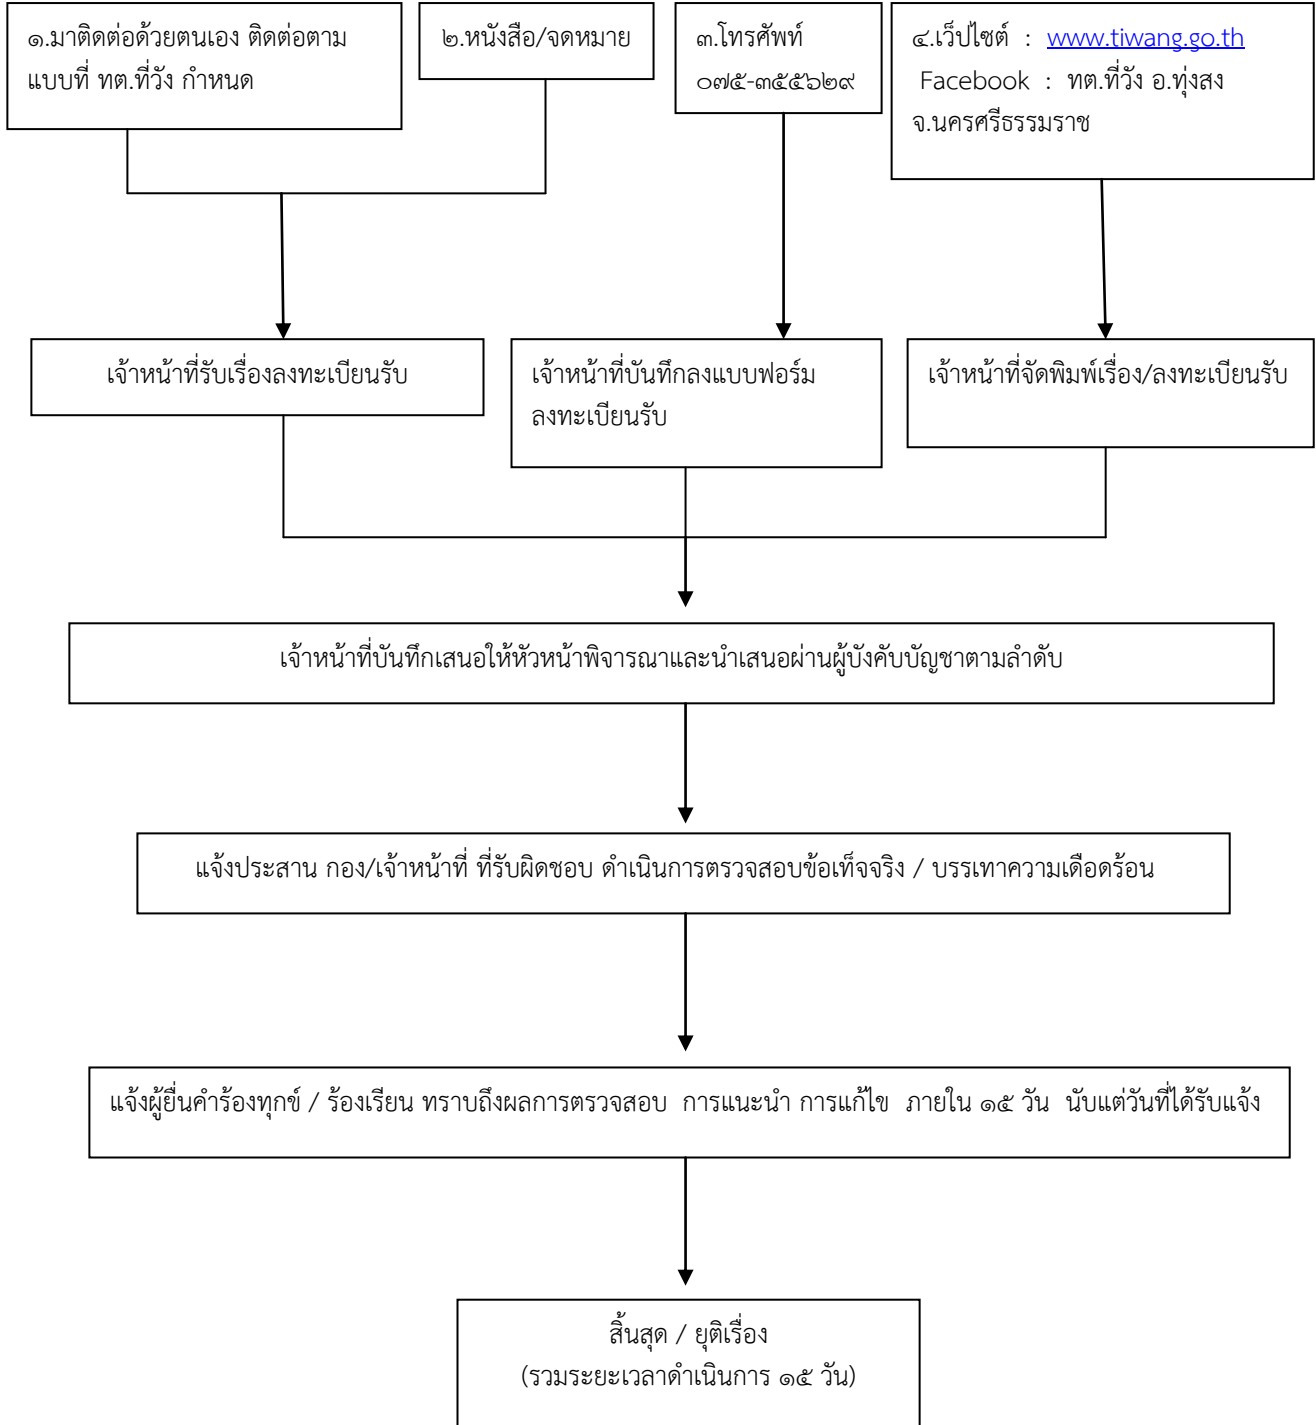 ๑.มาติดต่อด้วยตนเอง ติดต่อตาม
แบบที่ ทต.ที่วัง กำหนด
๒.หนังสือ/จดหมาย
๓.โทรศัพท์
๐๗๕-๓๕๕๖๒๙
๔.เว็ปไซต์ : www.tiwang.go.th
Facebook : ทต.ที่วัง อ.ทุ่งสง
จ.นครศรีธรรมราช
เจ้าหน้าที่รับเรื่องลงทะเบียนรับ
เจ้าหน้าที่บันทึกลงแบบฟอร์ม
ลงทะเบียนรับ
เจ้าหน้าที่จัดพิมพ์เรื่อง/ลงทะเบียนรับ
เจ้าหน้าที่บันทึกเสนอให้หัวหน้าพิจารณาและนำเสนอผ่านผู้บังคับบัญชาตามลำดับ
แจ้งประสาน กอง/เจ้าหน้าที่ ที่รับผิดชอบ ดำเนินการตรวจสอบข้อเท็จจริง / บรรเทาความเดือดร้อน
แจ้งผู้ยื่นคำร้องทุกข์ / ร้องเรียน ทราบถึงผลการตรวจสอบ การแนะนำ การแก้ไข ภายใน ๑๕ วัน นับแต่วันที่ได้รับแจ้ง
สิ้นสุด / ยุติเรื่อง
(รวมระยะเวลาดำเนินการ ๑๕ วัน)